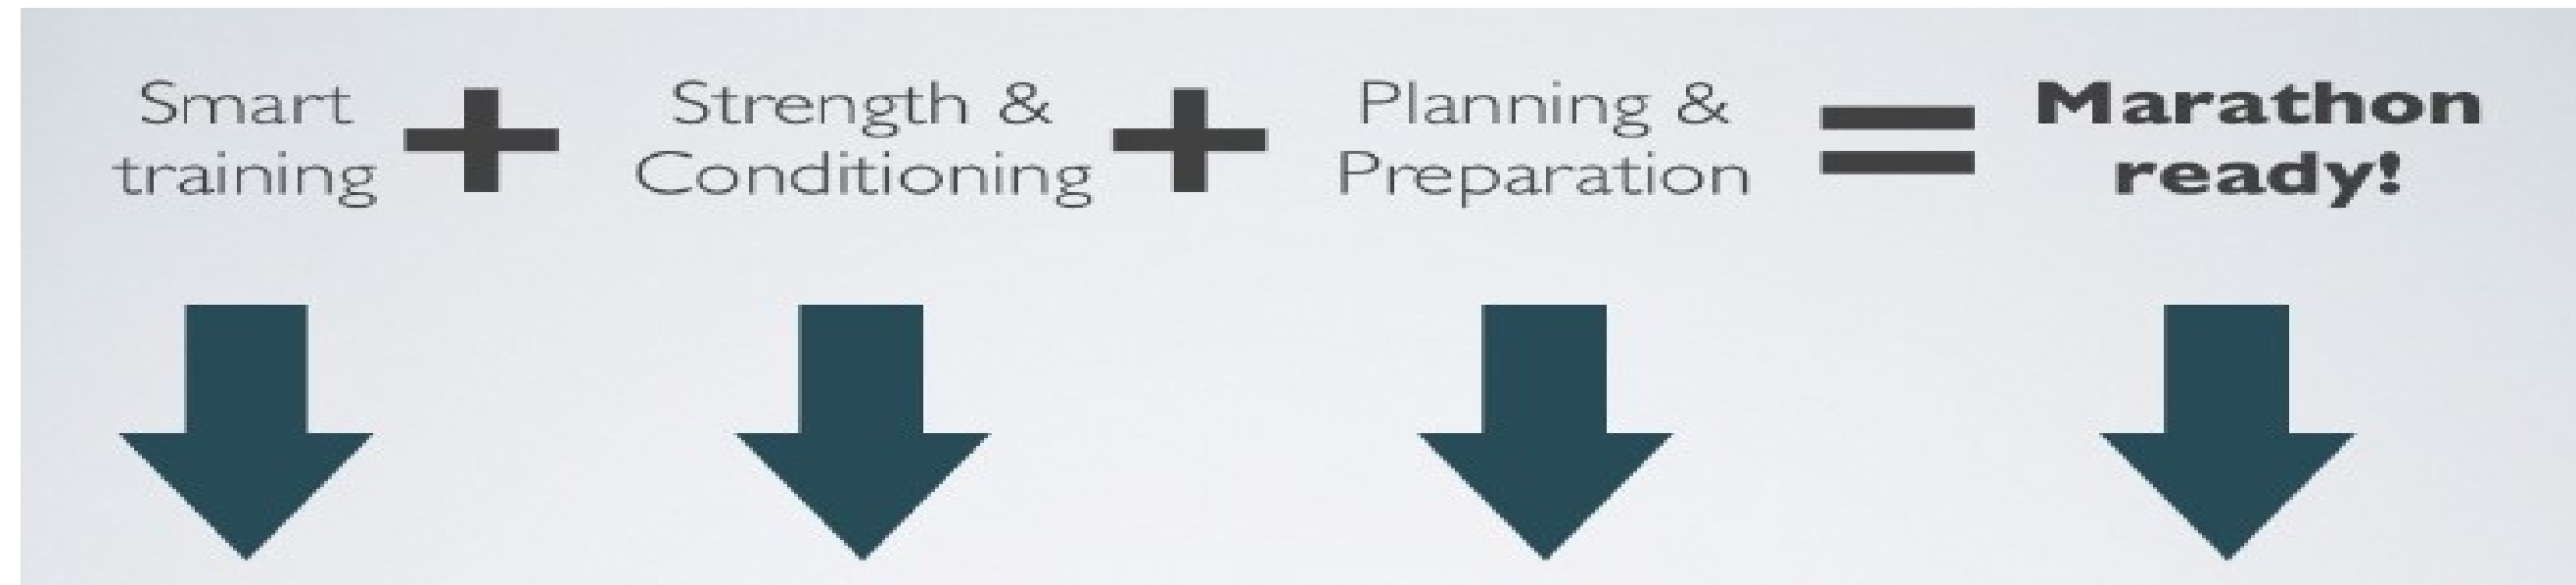 Smart
training
+
Strength &
Conditioning
+
Planning &
Preparation
=
Marathon
ready!